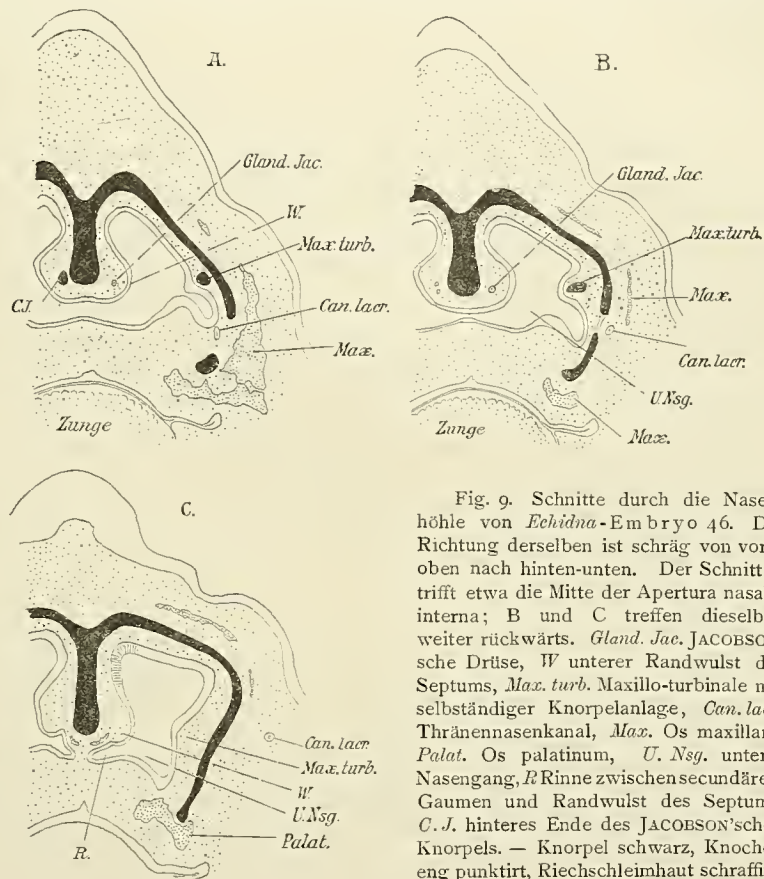 A.
Gland. Jac.
W.
Max. turb.
C.J.
Can. lacr.
Max.
Zunge
B.
Gland. Jac.
Max. turb.
Max.
Can. lacr.
U.Nsg.
Max.
Zunge
C.
Can. lacr.
Max. turb.
W
U.Nsg.
Palat.
R.
Fig. 9. Schnitte durch die Nase
höhle von Echidna-Embryo 46. D
Richtung derselben ist schräg von vor
oben nach hinten-unten. Der Schnitt
trifft etwa die Mitte der Apertura nasa
interna; B und C treffen dieselb
weiter rückwärts. Gland. Jac. JACOBSON
sche Drüse, W unterer Randwulst d
Septums, Max. turb. Maxillo-turbinale m
selbständiger Knorpelanlage, Can. lac
Thränennasenkanal, Max. Os maxillar
Palat. Os palatinum, U. Nsg. unter
Nasengang, R Rinne zwischen secundäre
Gaumen und Randwulst des Septum
C. J. hinteres Ende des JACOBSON'sch
Knorpels. — Knorpel schwarz, Knoch
eng punktirt, Riechschleimhaut schraffi